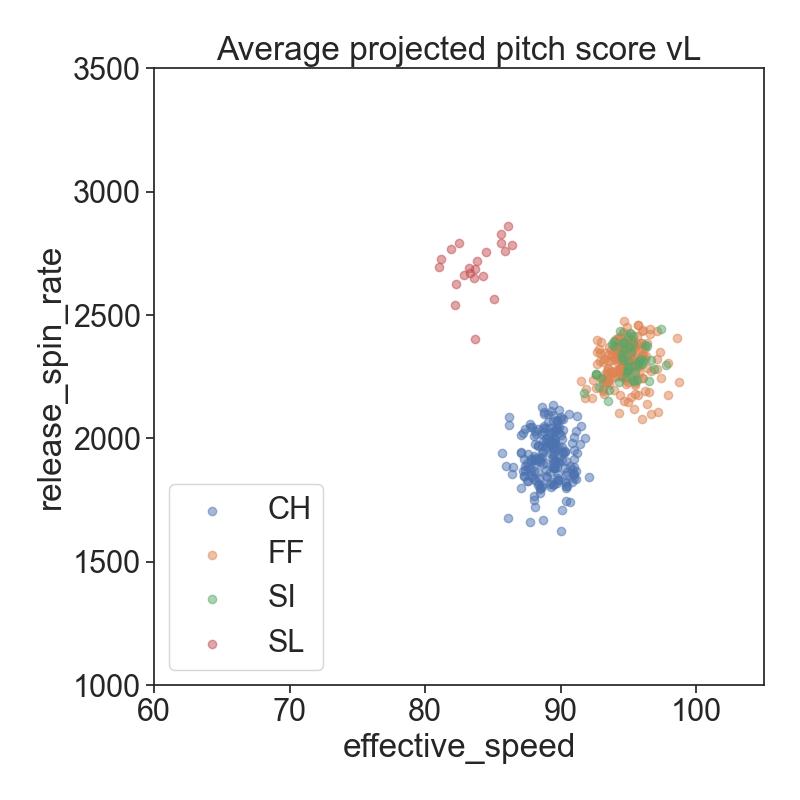 Average projected pitch score vL
3500
3000
2500
2000
1500
1000
release_spin_rate
CH
FF
SI
SL
60 70 80 90 100
effective_speed